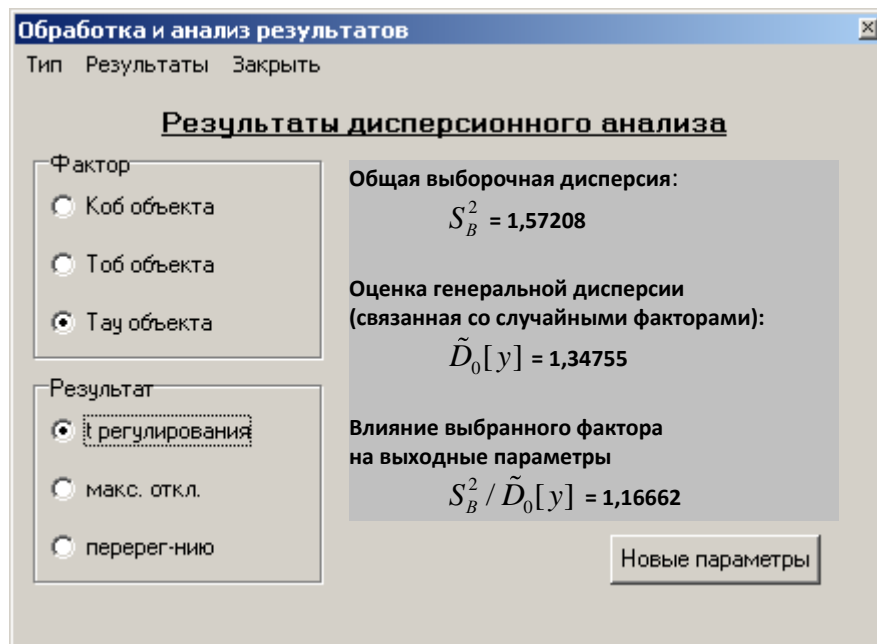 Обработка и анализ результатов
Тип Результаты Закрыть
Результаты дисперсионного анализа
Фактор
Коб объекта
Тоб объекта
Тау объекта
Результат
t регулирования
макс. откл.
перерег-нию
Общая выборочная дисперсия:
S_B^2 = 1,57208
Оценка генеральной дисперсии
(связанная со случайными факторами):
D̃_0[y] = 1,34755
Влияние выбранного фактора
на выходные параметры
S_B^2 / D̃_0[y] = 1,16662
Новые параметры